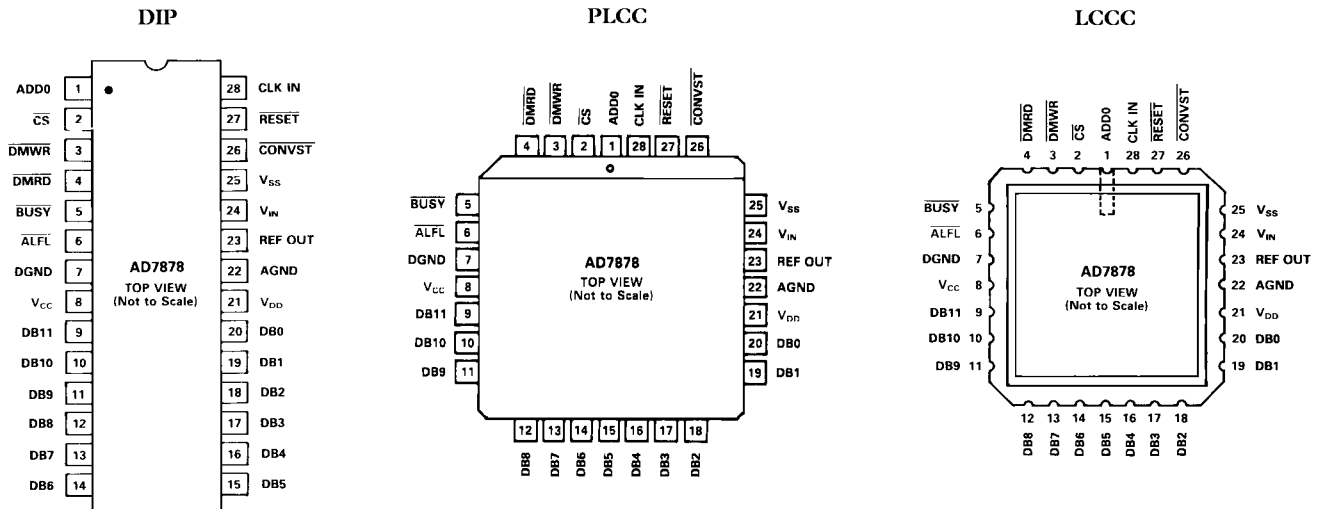 DIP
ADD0 1
CS 2
DMWR 3
DMRD 4
BUSY 5
ALFL 6
DGND 7
VCC 8
DB11 9
DB10 10
DB9 11
DB8 12
DB7 13
DB6 14
28 CLK IN
27 RESET
26 CONVST
25 VSS
24 VIN
23 REF OUT
22 AGND
21 VDD
20 DB0
19 DB1
18 DB2
17 DB3
16 DB4
15 DB5
AD7878
TOP VIEW
(Not to Scale)
PLCC
DMRD DMWR CS ADD0 CLK IN RESET CONVST
4 3 2 1 28 27 26
BUSY 5
ALFL 6
DGND 7
VCC 8
DB11 9
DB10 10
DB9 11
AD7878
TOP VIEW
(Not to Scale)
25 VSS
24 VIN
23 REF OUT
22 AGND
21 VDD
20 DB0
19 DB1
12 13 14 15 16 17 18
DB8 DB7 DB6 DB5 DB4 DB3 DB2
LCCC
DMRD DMWR CS ADD0 CLK IN RESET CONVST
4 3 2 1 28 27 26
BUSY 5
ALFL 6
DGND 7
VCC 8
DB11 9
DB10 10
DB9 11
AD7878
TOP VIEW
(Not to Scale)
25 VSS
24 VIN
23 REF OUT
22 AGND
21 VDD
20 DB0
19 DB1
12 13 14 15 16 17 18
DB8 DB7 DB6 DB5 DB4 DB3 DB2